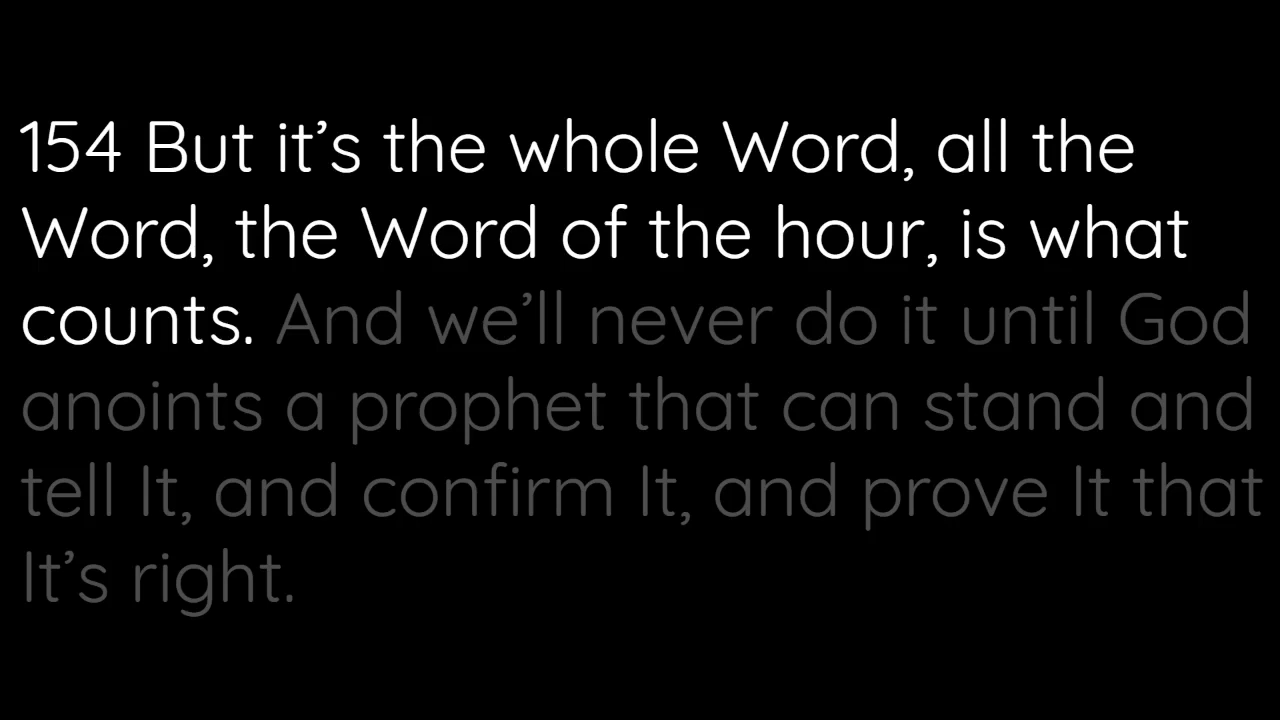 154 But it’s the whole Word, all the
Word, the Word of the hour, is what
counts. And we’ll never do it until God
anoints a prophet that can stand and
tell It, and confirm It, and prove It that
It’s right.